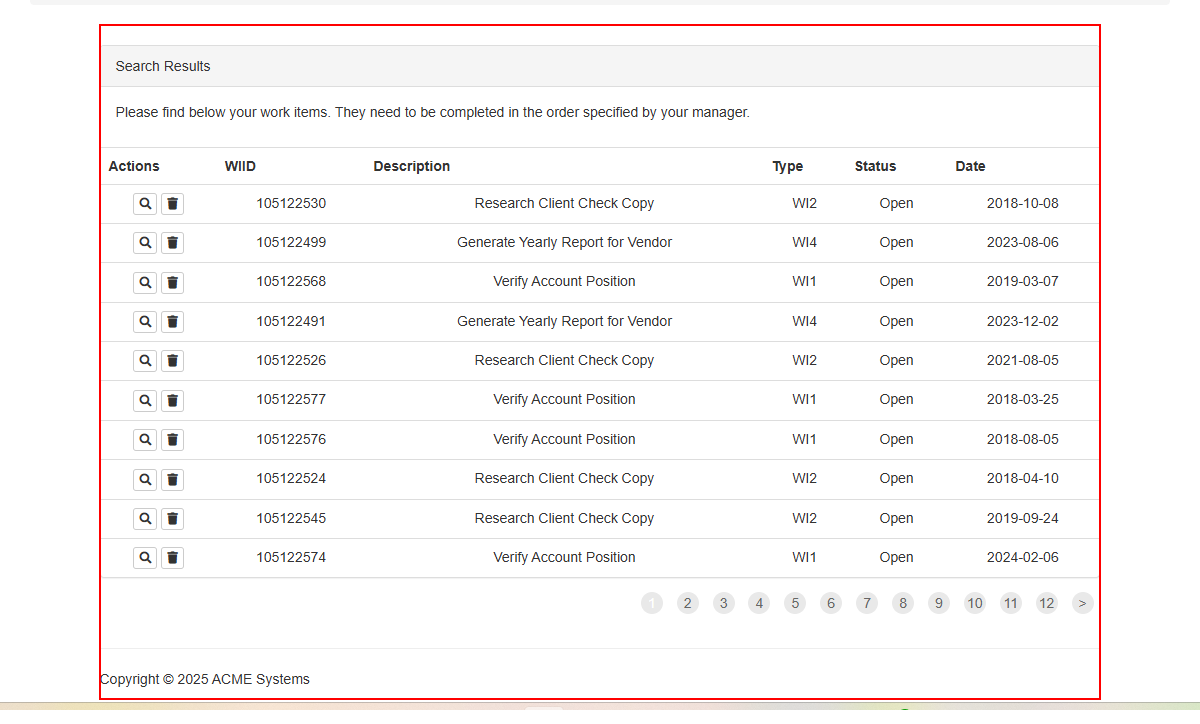 Search Results
Please find below your work items. They need to be completed in the order specified by your manager.
Actions WIID Description Type Status Date
105122530 Research Client Check Copy WI2 Open 2018-10-08
105122499 Generate Yearly Report for Vendor WI4 Open 2023-08-06
105122568 Verify Account Position WI1 Open 2019-03-07
105122491 Generate Yearly Report for Vendor WI4 Open 2023-12-02
105122526 Research Client Check Copy WI2 Open 2021-08-05
105122577 Verify Account Position WI1 Open 2018-03-25
105122576 Verify Account Position WI1 Open 2018-08-05
105122524 Research Client Check Copy WI2 Open 2018-04-10
105122545 Research Client Check Copy WI2 Open 2019-09-24
105122574 Verify Account Position WI1 Open 2024-02-06
1 2 3 4 5 6 7 8 9 10 11 12 >
Copyright © 2025 ACME Systems